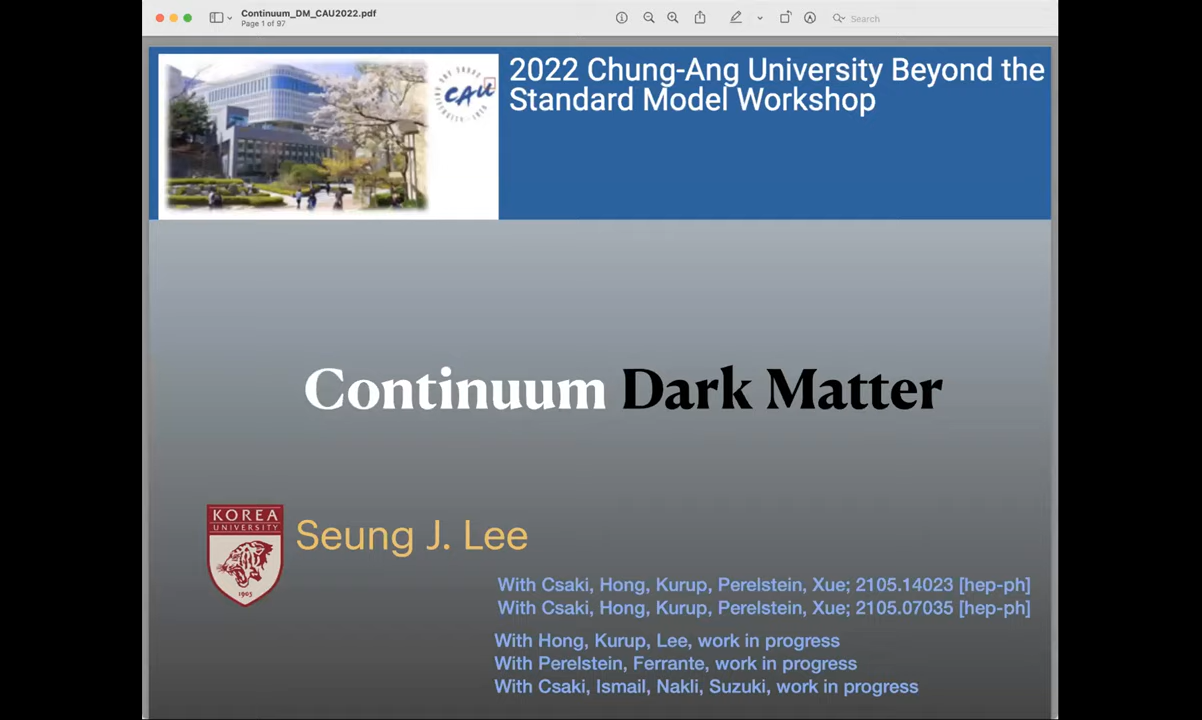 Continuum_DM_CAU2022.pdf
Page 1 of 97
Search
CAU
2022 Chung-Ang University Beyond the
Standard Model Workshop
Continuum Dark Matter
KOREA
UNIVERSITY
1905
Seung J. Lee
With Csaki, Hong, Kurup, Perelstein, Xue; 2105.14023 [hep-ph]
With Csaki, Hong, Kurup, Perelstein, Xue; 2105.07035 [hep-ph]
With Hong, Kurup, Lee, work in progress
With Perelstein, Ferrante, work in progress
With Csaki, Ismail, Nakli, Suzuki, work in progress